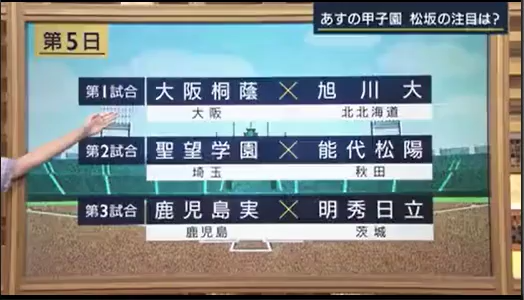 あすの甲子園 松坂の注目は?
第5日
第1試合 大阪桐蔭 × 旭川大
大阪 北北海道
第2試合 聖望学園 × 能代松陽
埼玉 秋田
第3試合 鹿児島実 × 明秀日立
鹿児島 茨城